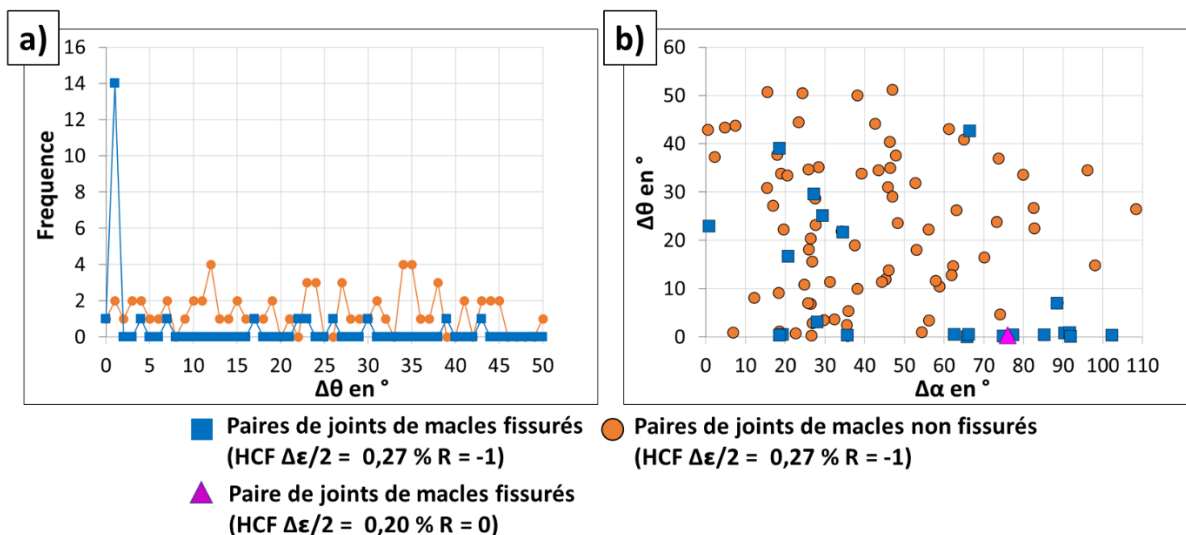 a)
Frequence
16
14
12
10
8
6
4
2
0
0 5 10 15 20 25 30 35 40 45 50
Δθ en °
b)
Δθ en °
60
50
40
30
20
10
0
0 10 20 30 40 50 60 70 80 90 100 110
Δα en °
Paires de joints de macles fissurés
(HCF Δε/2 = 0,27 % R = -1)
Paires de joints de macles non fissurés
(HCF Δε/2 = 0,27 % R = -1)
Paire de joints de macles fissurés
(HCF Δε/2 = 0,20 % R = 0)